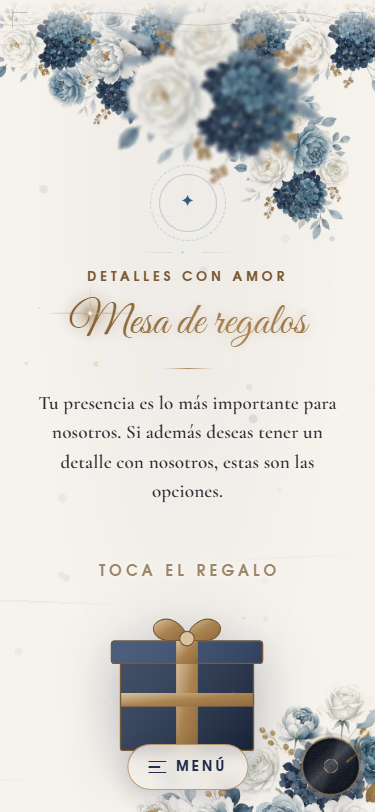 DETALLES CON AMOR
Mesa de regalos
Tu presencia es lo más importante para
nosotros. Si además deseas tener un
detalle con nosotros, estas son las
opciones.
TOCA EL REGALO
MENÚ